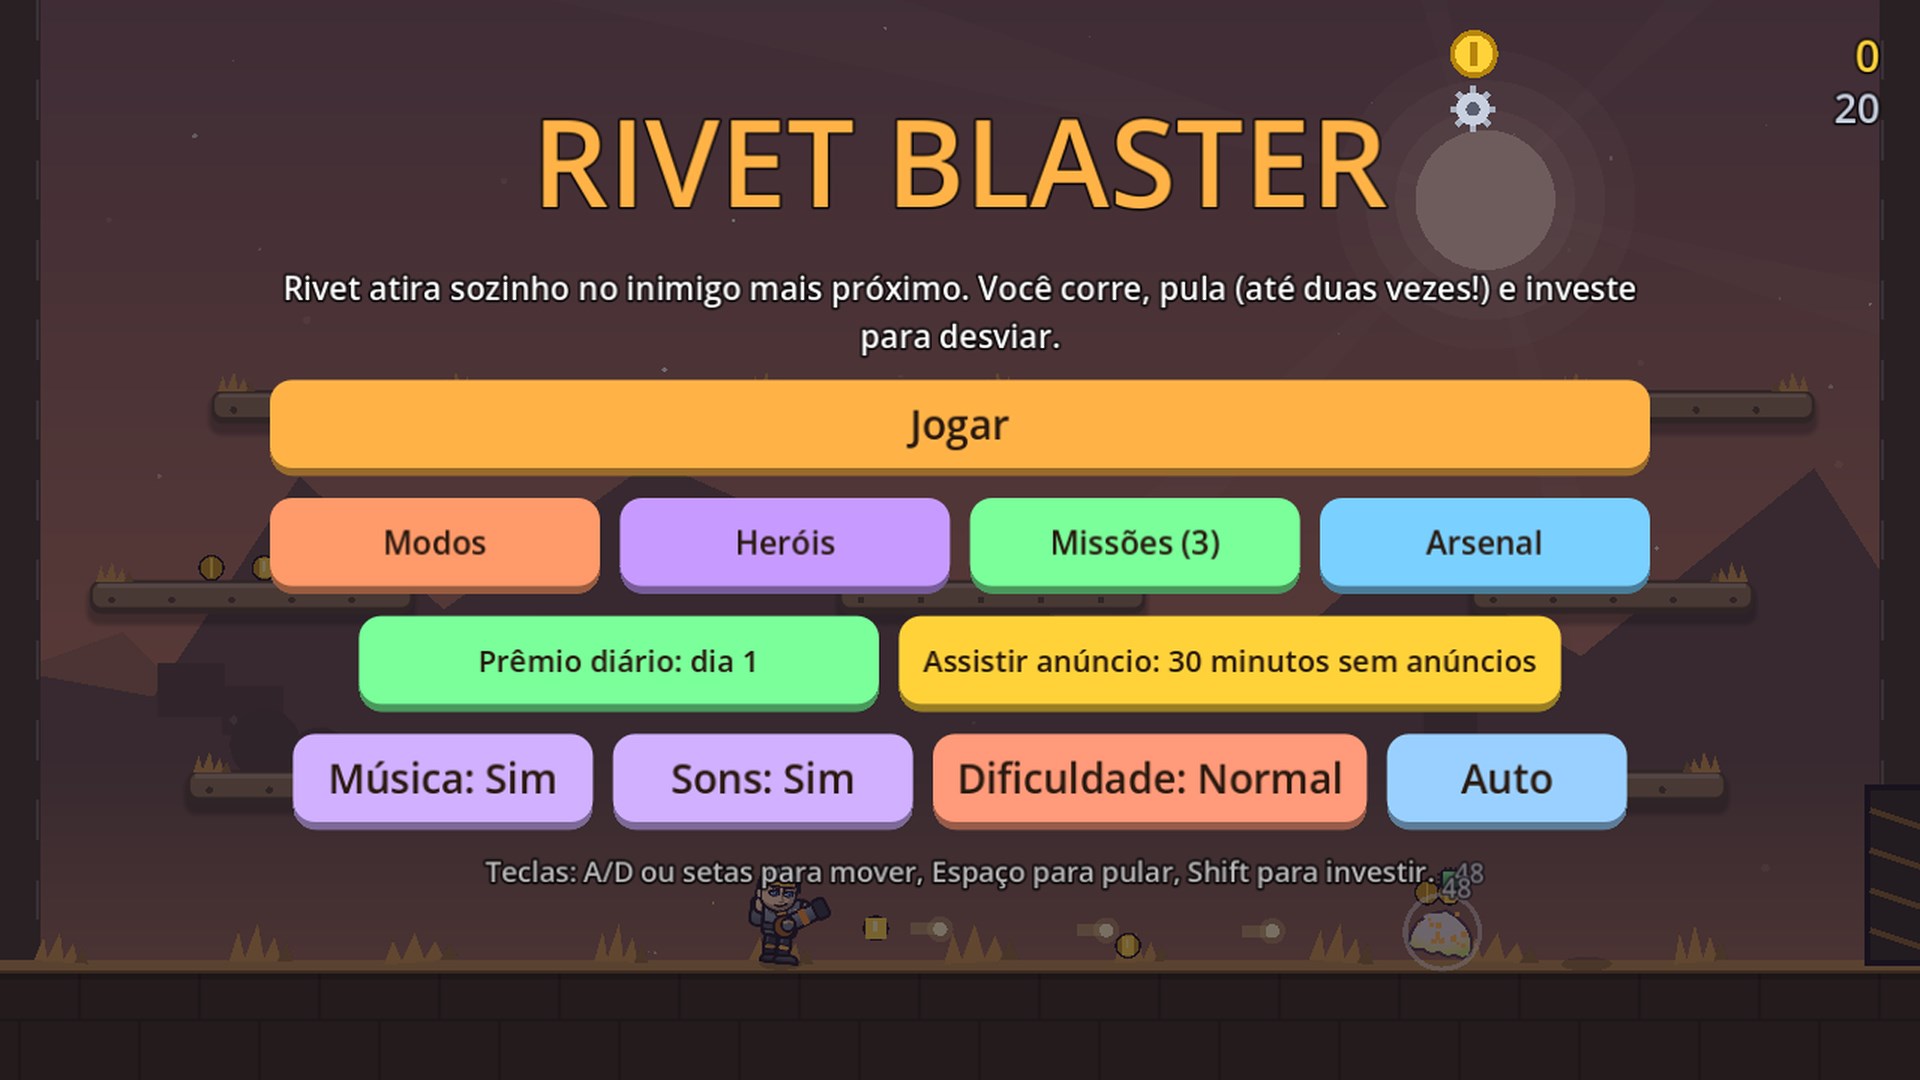 0
20
RIVET BLASTER
Rivet atira sozinho no inimigo mais próximo. Você corre, pula (até duas vezes!) e investe
para desviar.
Jogar
Modos
Heróis
Missões (3)
Arsenal
Prêmio diário: dia 1
Assistir anúncio: 30 minutos sem anúncios
Música: Sim
Sons: Sim
Dificuldade: Normal
Auto
Teclas: A/D ou setas para mover, Espaço para pular, Shift para investir.
48
48